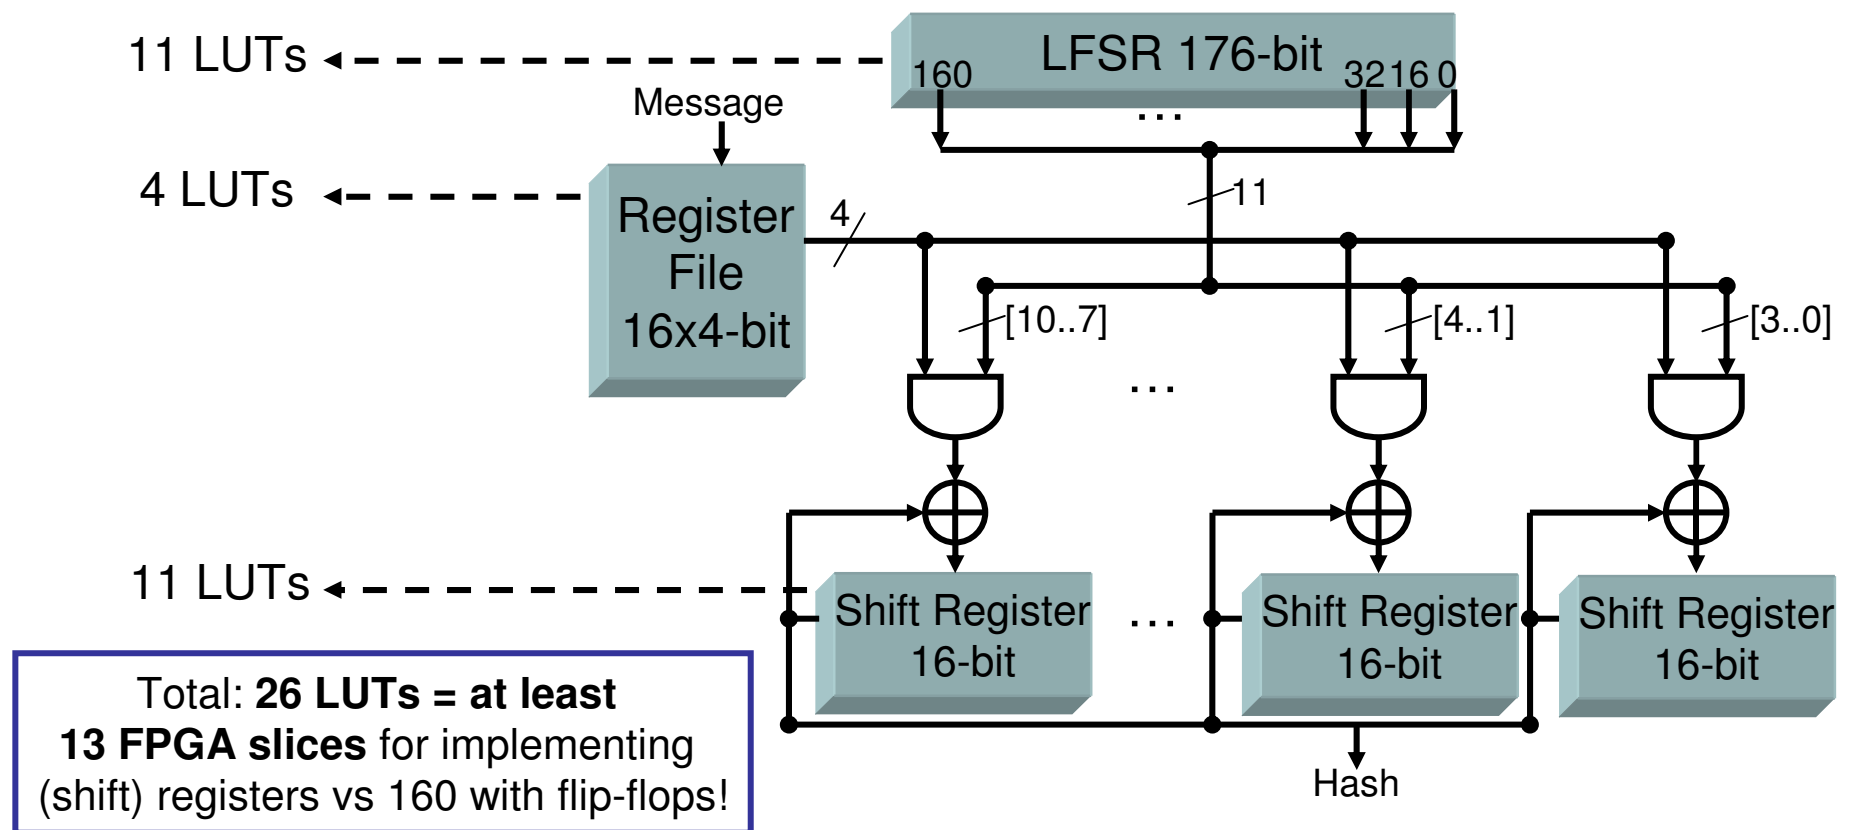 11 LUTs
LFSR 176-bit
160
32 16 0
...
Message
4 LUTs
Register
File
16x4-bit
4
11
[10..7]
[4..1]
[3..0]
...
11 LUTs
Shift Register
16-bit
...
Shift Register
16-bit
Shift Register
16-bit
Hash
Total: 26 LUTs = at least
13 FPGA slices for implementing
(shift) registers vs 160 with flip-flops!